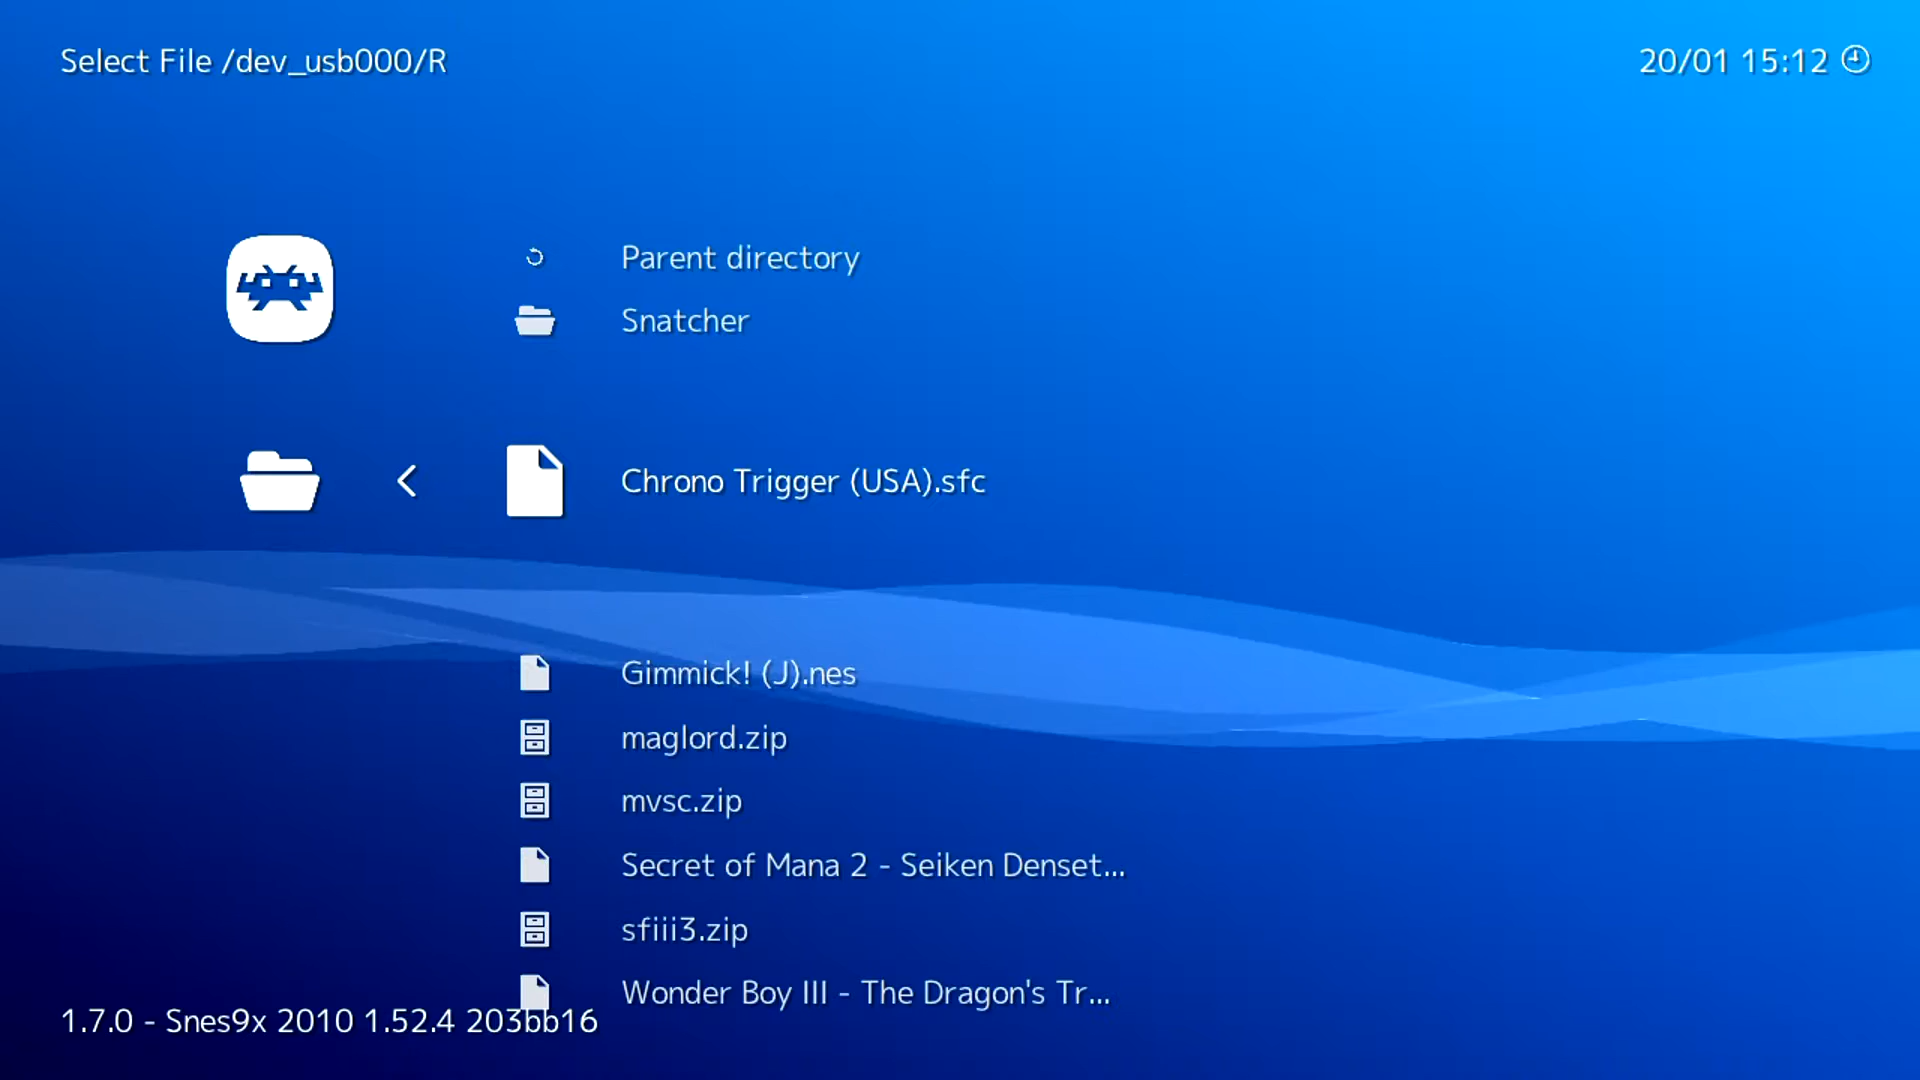 Select File /dev_usb000/R
20/01 15:12
Parent directory
Snatcher
Chrono Trigger (USA).sfc
Gimmick! (J).nes
maglord.zip
mvsc.zip
Secret of Mana 2 - Seiken Denset...
sfiii3.zip
Wonder Boy III - The Dragon's Tr...
1.7.0 - Snes9x 2010 1.52.4 203bb16